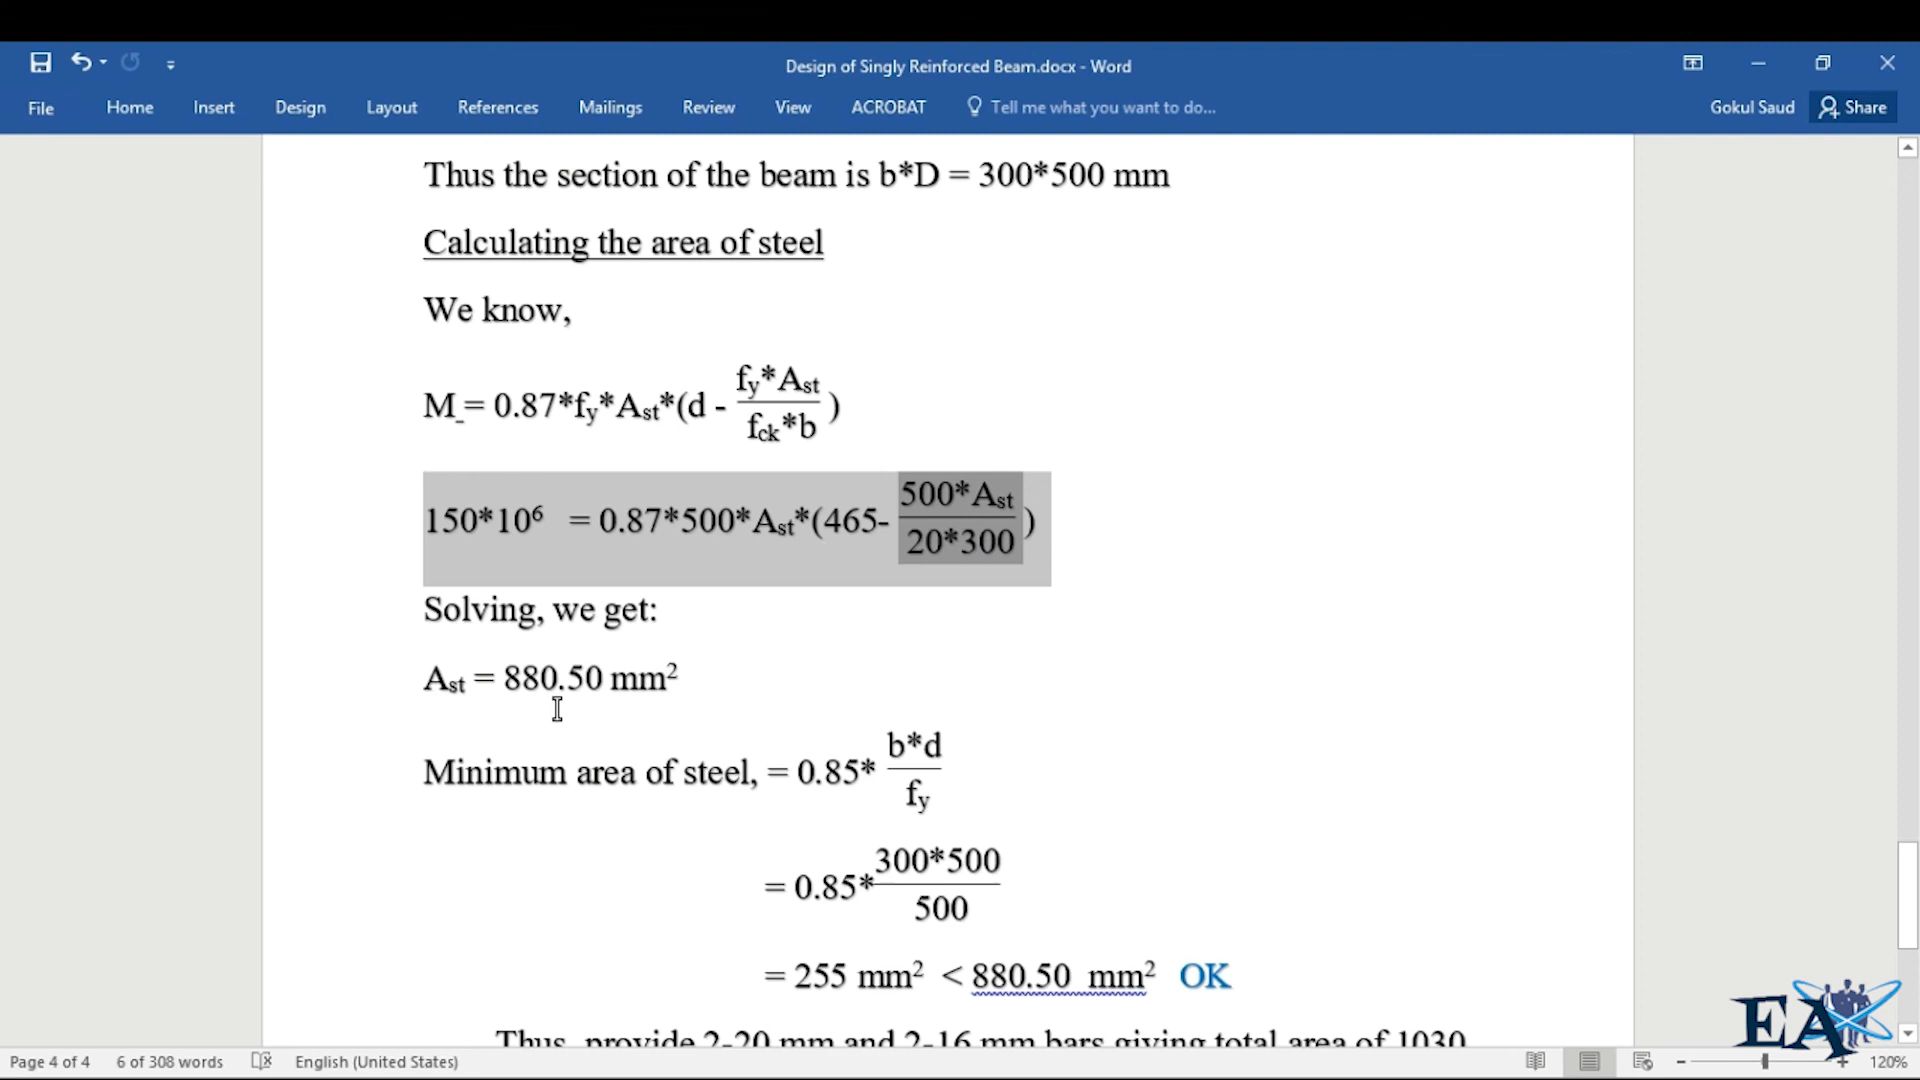 Design of Singly Reinforced Beam.docx - Word
File Home Insert Design Layout References Mailings Review View ACROBAT Tell me what you want to do... Gokul Saud Share
Thus the section of the beam is b*D = 300*500 mm
Calculating the area of steel
We know,
M = 0.87*fy*Ast*(d - fy*Ast / fck*b )
150*10⁶ = 0.87*500*Ast*(465- 500*Ast / 20*300 )
Solving, we get:
Ast = 880.50 mm²
Minimum area of steel, = 0.85* b*d / fy
= 0.85* 300*500 / 500
= 255 mm² < 880.50 mm² OK
Thus, provide 2-20 mm and 2-16 mm bars giving total area of 1030
EA
Page 4 of 4 6 of 308 words English (United States) 120%